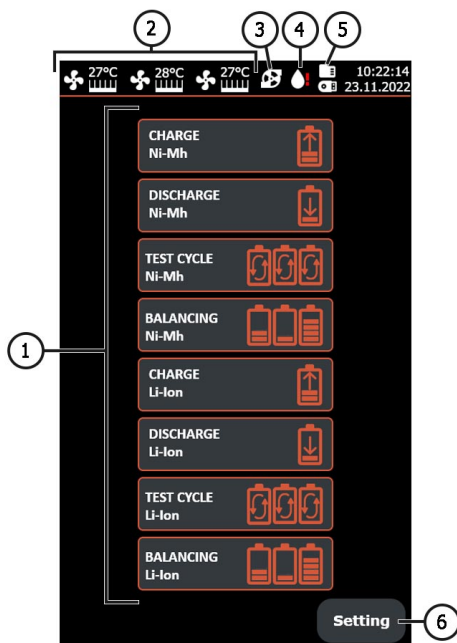 2
3
4
5
27°C
28°C
27°C
10:22:14
23.11.2022
CHARGE
Ni-Mh
DISCHARGE
Ni-Mh
TEST CYCLE
Ni-Mh
BALANCING
Ni-Mh
1
CHARGE
Li-Ion
DISCHARGE
Li-Ion
TEST CYCLE
Li-Ion
BALANCING
Li-Ion
Setting
6